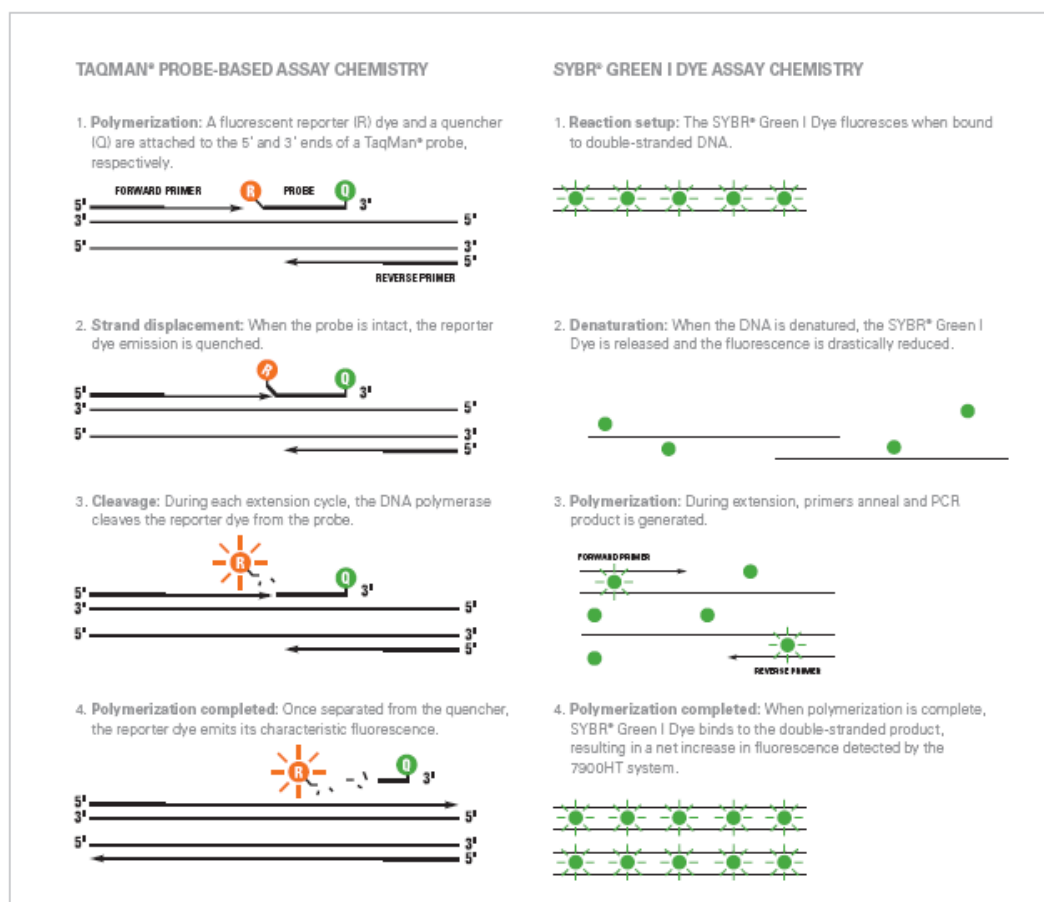 TAQMAN® PROBE-BASED ASSAY CHEMISTRY
1. Polymerization: A fluorescent reporter (R) dye and a quencher
(Q) are attached to the 5' and 3' ends of a TaqMan® probe,
respectively.
FORWARD PRIMER
R
PROBE
Q
5'
3'
3'
5'
5'
3'
5'
REVERSE PRIMER
2. Strand displacement: When the probe is intact, the reporter
dye emission is quenched.
R
Q
5'
3'
3'
5'
5'
3'
5'
3. Cleavage: During each extension cycle, the DNA polymerase
cleaves the reporter dye from the probe.
R
Q
5'
3'
3'
5'
5'
3'
5'
4. Polymerization completed: Once separated from the quencher,
the reporter dye emits its characteristic fluorescence.
R
Q
3'
5'
3'
5'
5'
3'
5'
SYBR® GREEN I DYE ASSAY CHEMISTRY
1. Reaction setup: The SYBR® Green I Dye fluoresces when bound
to double-stranded DNA.
2. Denaturation: When the DNA is denatured, the SYBR® Green I
Dye is released and the fluorescence is drastically reduced.
3. Polymerization: During extension, primers anneal and PCR
product is generated.
FORWARD PRIMER
REVERSE PRIMER
4. Polymerization completed: When polymerization is complete,
SYBR® Green I Dye binds to the double-stranded product,
resulting in a net increase in fluorescence detected by the
7900HT system.